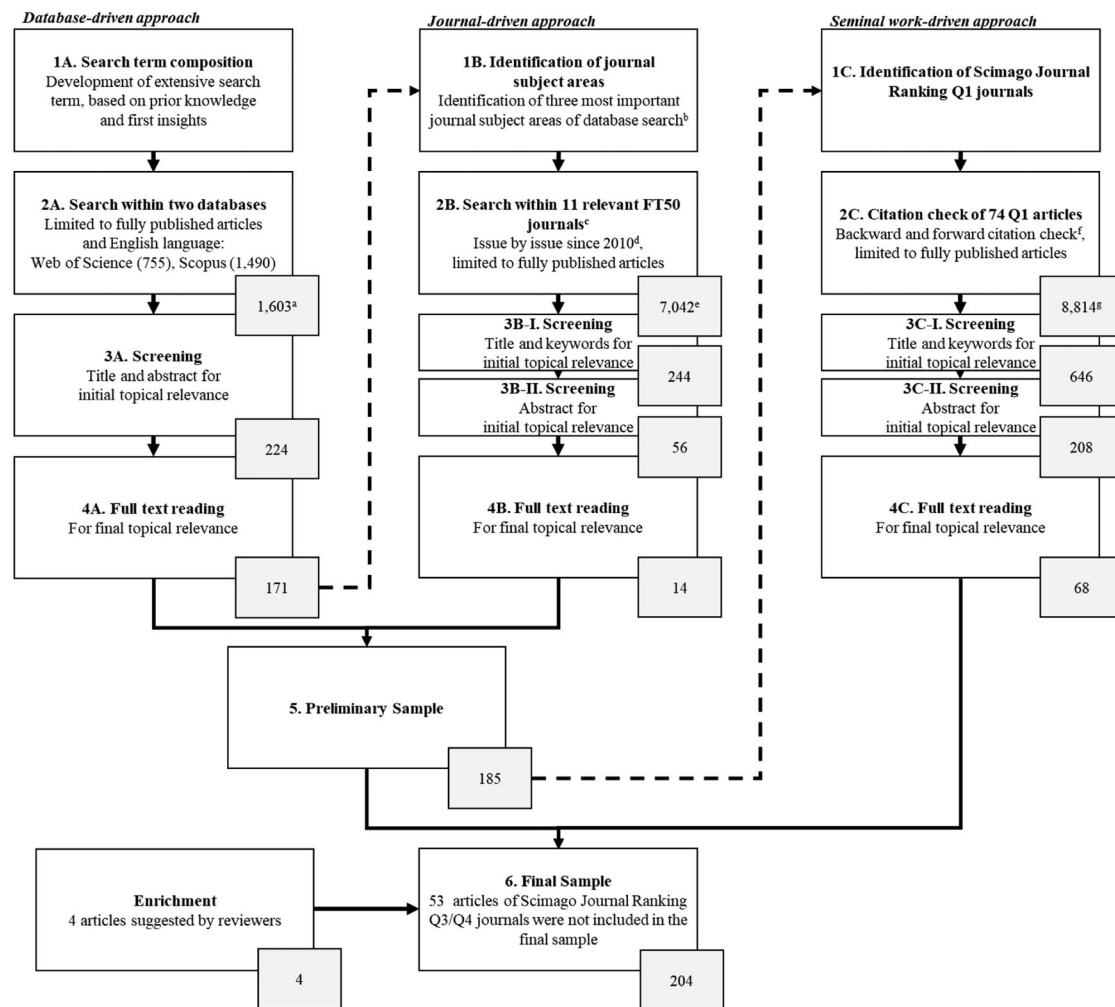 Database-driven approach
1A. Search term composition
Development of extensive search
term, based on prior knowledge
and first insights
2A. Search within two databases
Limited to fully published articles
and English language:
Web of Science (755), Scopus (1,490)
1,603ᵃ
3A. Screening
Title and abstract for
initial topical relevance
224
4A. Full text reading
For final topical relevance
171
Journal-driven approach
1B. Identification of journal
subject areas
Identification of three most important
journal subject areas of database searchᵇ
2B. Search within 11 relevant FT50
journalsᶜ
Issue by issue since 2010ᵈ,
limited to fully published articles
7,042ᵉ
3B-I. Screening
Title and keywords for
initial topical relevance
244
3B-II. Screening
Abstract for
initial topical relevance
56
4B. Full text reading
For final topical relevance
14
Seminal work-driven approach
1C. Identification of Scimago Journal
Ranking Q1 journals
2C. Citation check of 74 Q1 articles
Backward and forward citation checkᶠ,
limited to fully published articles
8,814ᵍ
3C-I. Screening
Title and keywords for
initial topical relevance
646
3C-II. Screening
Abstract for
initial topical relevance
208
4C. Full text reading
For final topical relevance
68
5. Preliminary Sample
185
Enrichment
4 articles suggested by reviewers
4
6. Final Sample
53 articles of Scimago Journal Ranking
Q3/Q4 journals were not included in the
final sample
204